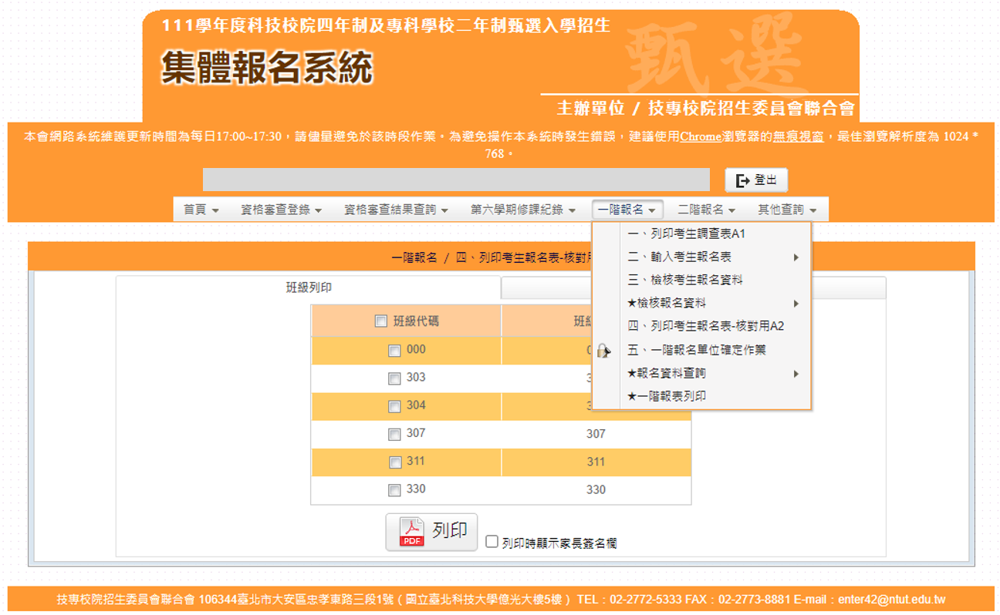 111學年度科技校院四年制及專科學校二年制甄選入學招生
甄選
集體報名系統
主辦單位 / 技專校院招生委員會聯合會
本會網路系統維護更新時間為每日17:00~17:30，請儘量避免於該時段作業。為避免操作本系統時發生錯誤，建議使用Chrome瀏覽器的無痕視窗，最佳瀏覽解析度為 1024 *
768。
登出
首頁 資格審查登錄 資格審查結果查詢 第六學期修課紀錄 一階報名 二階報名 其他查詢
一、列印考生調查表A1
二、輸入考生報名表
三、檢核考生報名資料
★檢核報名資料
四、列印考生報名表-核對用A2
五、一階報名單位確定作業
★報名資料查詢
★一階報表列印
一階報名 / 四、列印考生報名表-核對用
班級列印
班級代碼 班級
000
303
304
307 307
311 311
330 330
PDF 列印 列印時顯示家長簽名欄
技專校院招生委員會聯合會 106344臺北市大安區忠孝東路三段1號 ( 國立臺北科技大學億光大樓5樓 ) TEL：02-2772-5333 FAX：02-2773-8881 E-mail：enter42@ntut.edu.tw